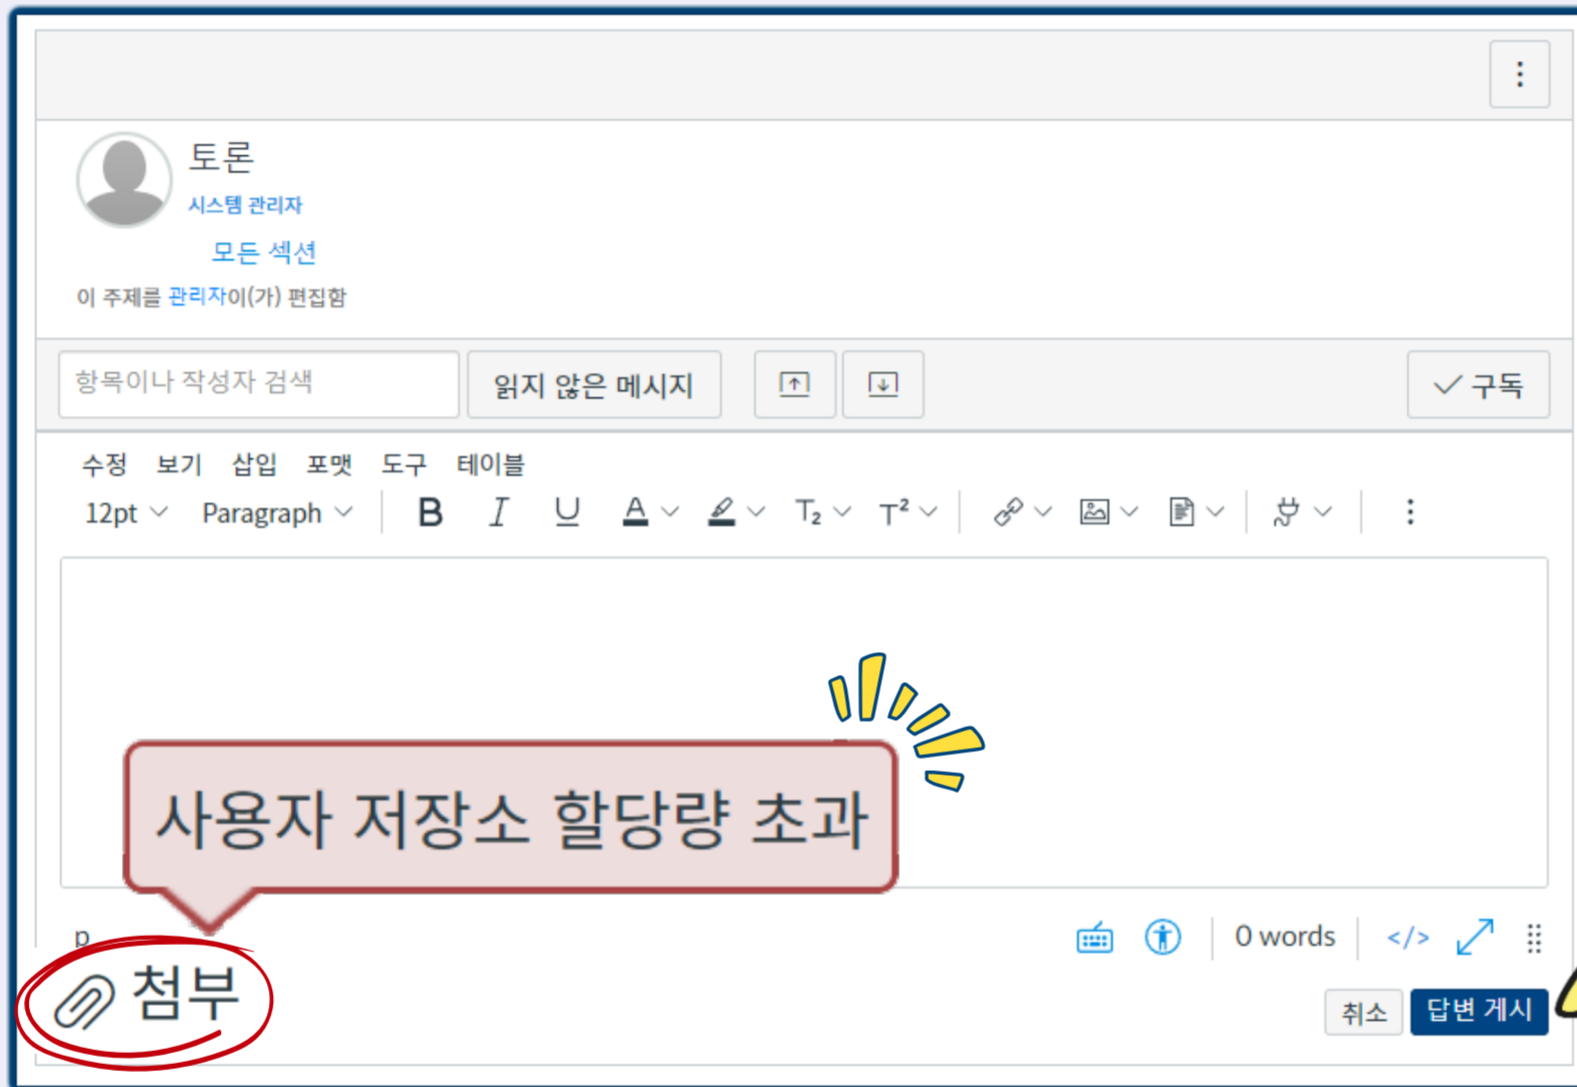 토론
시스템 관리자
모든 섹션
이 주제를 관리자이(가) 편집함
항목이나 작성자 검색
읽지 않은 메시지
구독
수정 보기 삽입 포맷 도구 테이블
12pt Paragraph B I U A T₂ T²
사용자 저장소 할당량 초과
p
0 words </>
첨부
취소
답변 게시